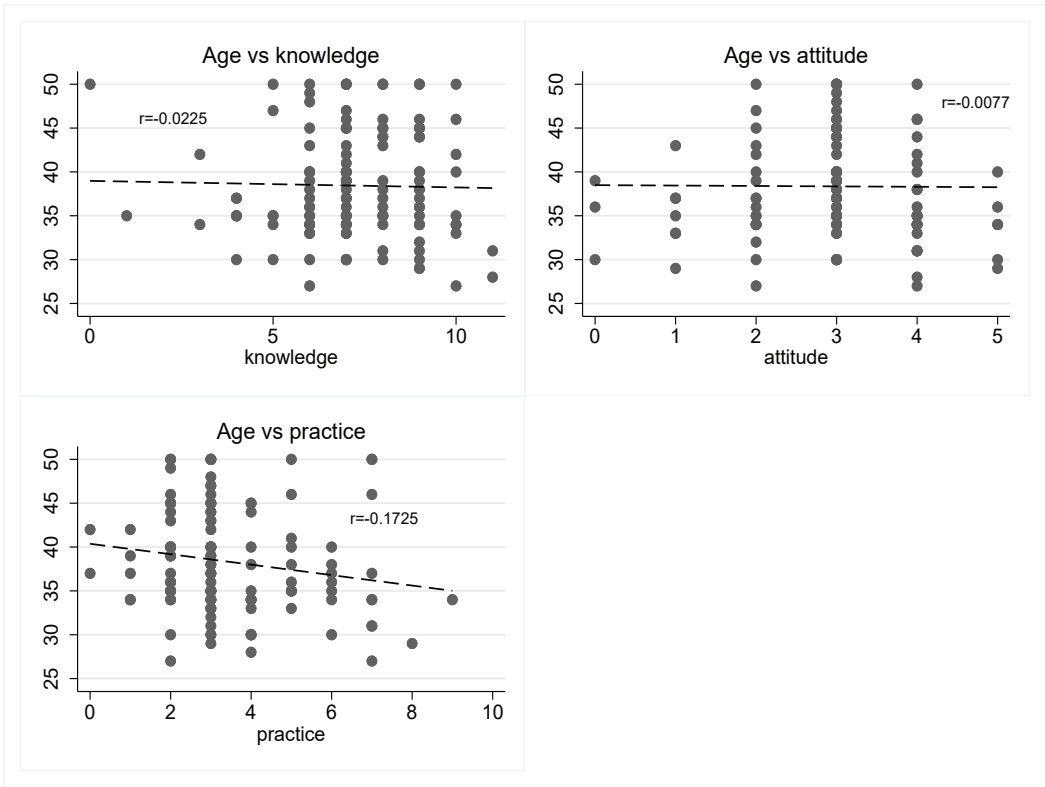 Age vs knowledge
r=-0.0225
50
45
40
35
30
25
0 5 10
knowledge
Age vs attitude
r=-0.0077
50
45
40
35
30
25
0 1 2 3 4 5
attitude
Age vs practice
r=-0.1725
50
45
40
35
30
25
0 2 4 6 8 10
practice